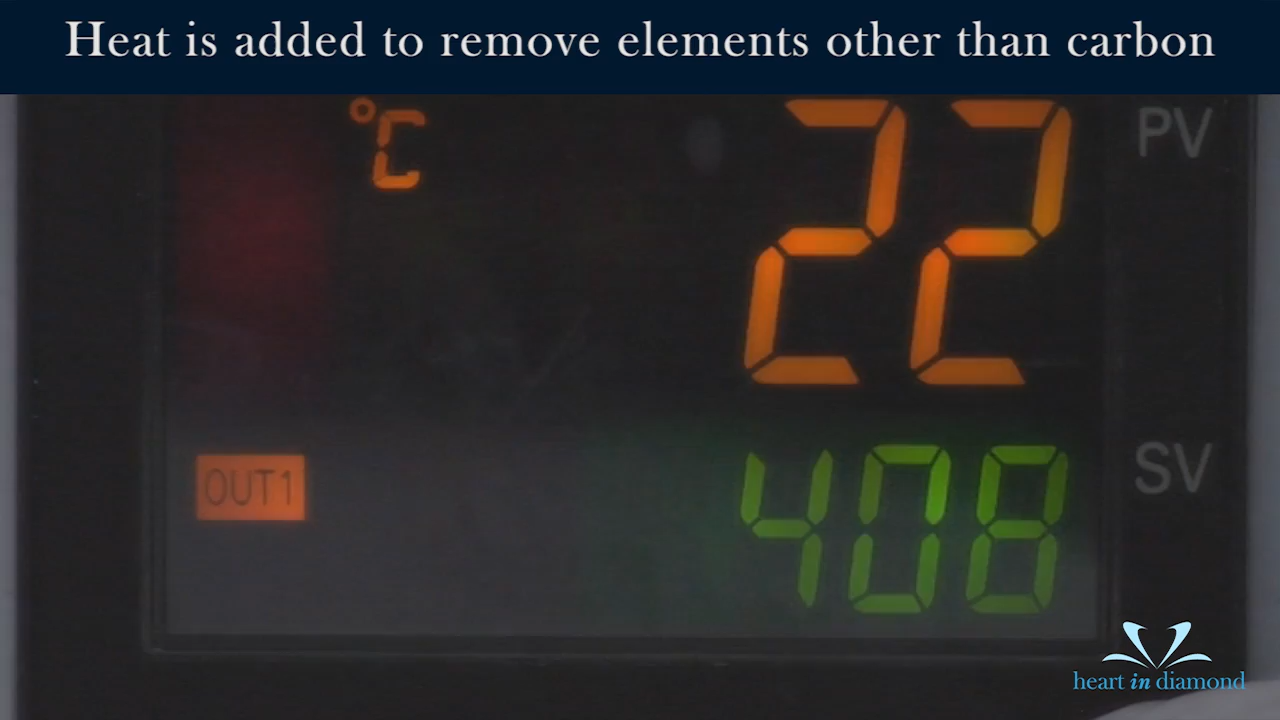 Heat is added to remove elements other than carbon
°C 22 PV
OUT1 408 SV
heart in diamond